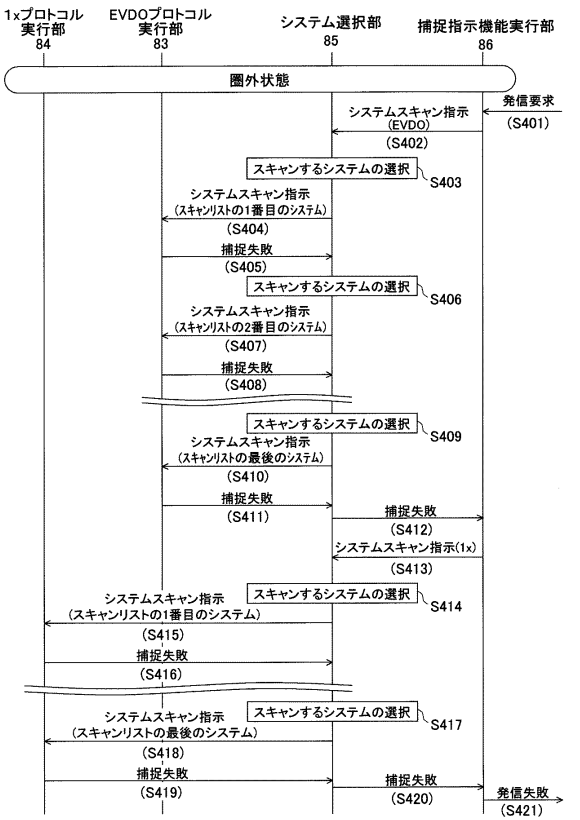 1xプロトコル
実行部
84
EVDOプロトコル
実行部
83
システム選択部
85
捕捉指示機能実行部
86
圏外状態
発信要求
(S401)
システムスキャン指示
(EVDO)
(S402)
スキャンするシステムの選択
S403
システムスキャン指示
(スキャンリストの1番目のシステム)
(S404)
捕捉失敗
(S405)
スキャンするシステムの選択
S406
システムスキャン指示
(スキャンリストの2番目のシステム)
(S407)
捕捉失敗
(S408)
スキャンするシステムの選択
S409
システムスキャン指示
(スキャンリストの最後のシステム)
(S410)
捕捉失敗
(S411)
捕捉失敗
(S412)
システムスキャン指示(1x)
(S413)
スキャンするシステムの選択
S414
システムスキャン指示
(スキャンリストの1番目のシステム)
(S415)
捕捉失敗
(S416)
スキャンするシステムの選択
S417
システムスキャン指示
(スキャンリストの最後のシステム)
(S418)
捕捉失敗
(S419)
捕捉失敗
(S420)
発信失敗
(S421)